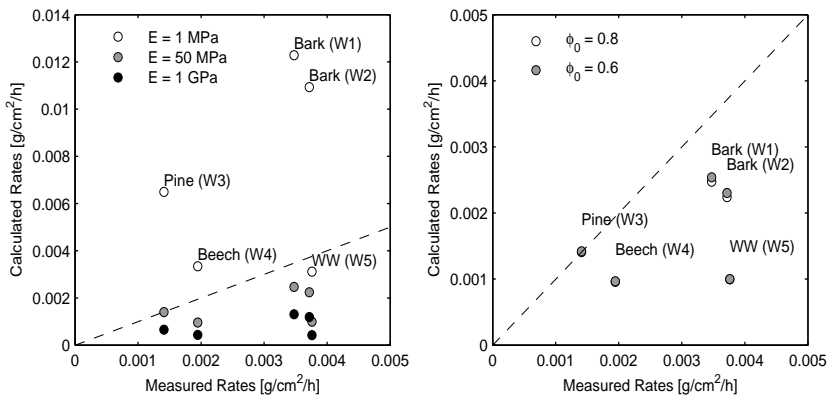 0.014
0.012
0.01
0.008
0.006
0.004
0.002
0
Calculated Rates [g/cm²/h]
E = 1 MPa
E = 50 MPa
E = 1 GPa
Bark (W1)
Bark (W2)
Pine (W3)
Beech (W4)
WW (W5)
0 0.001 0.002 0.003 0.004 0.005
Measured Rates [g/cm²/h]
0.005
0.004
0.003
0.002
0.001
0
Calculated Rates [g/cm²/h]
ϕ₀ = 0.8
ϕ₀ = 0.6
Bark (W1)
Bark (W2)
Pine (W3)
Beech (W4)
WW (W5)
0 0.001 0.002 0.003 0.004 0.005
Measured Rates [g/cm²/h]